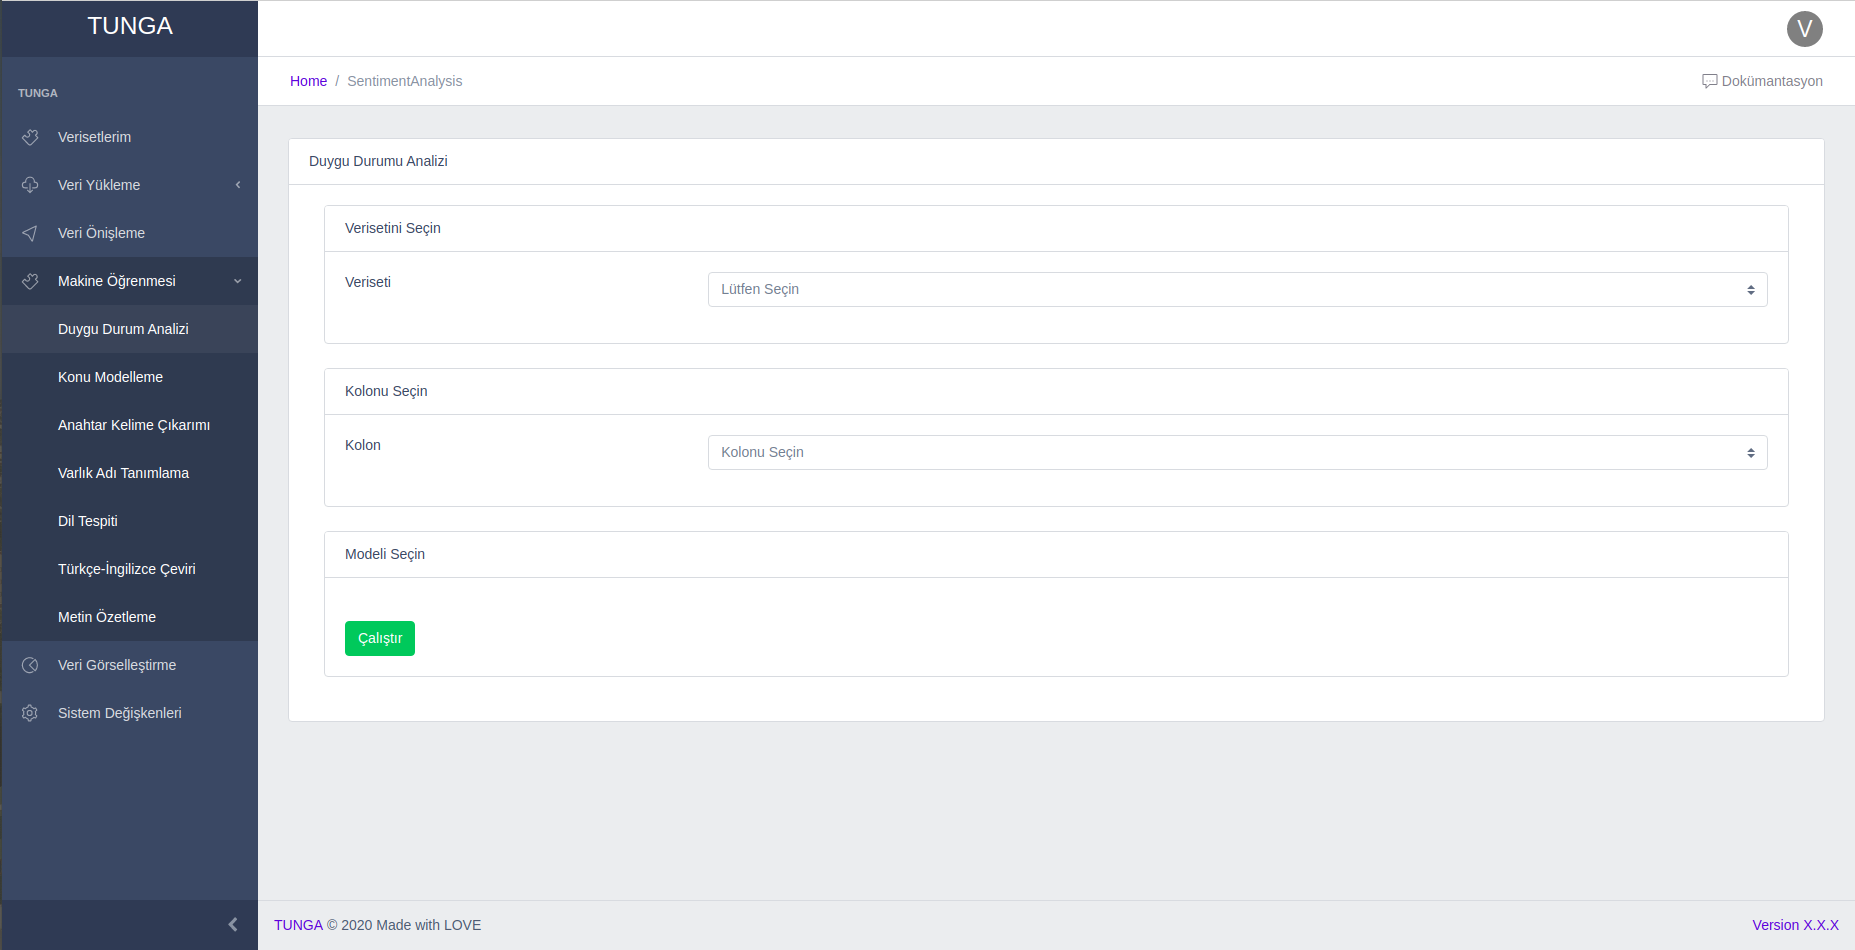 TUNGA
V
Home / SentimentAnalysis
Dokümantasyon
TUNGA
Verisetlerim
Veri Yükleme
Veri Önişleme
Makine Öğrenmesi
Duygu Durum Analizi
Konu Modelleme
Anahtar Kelime Çıkarımı
Varlık Adı Tanımlama
Dil Tespiti
Türkçe-İngilizce Çeviri
Metin Özetleme
Veri Görselleştirme
Sistem Değişkenleri
Duygu Durumu Analizi
Verisetini Seçin
Veriseti
Lütfen Seçin
Kolonu Seçin
Kolon
Kolonu Seçin
Modeli Seçin
Çalıştır
TUNGA © 2020 Made with LOVE
Version X.X.X